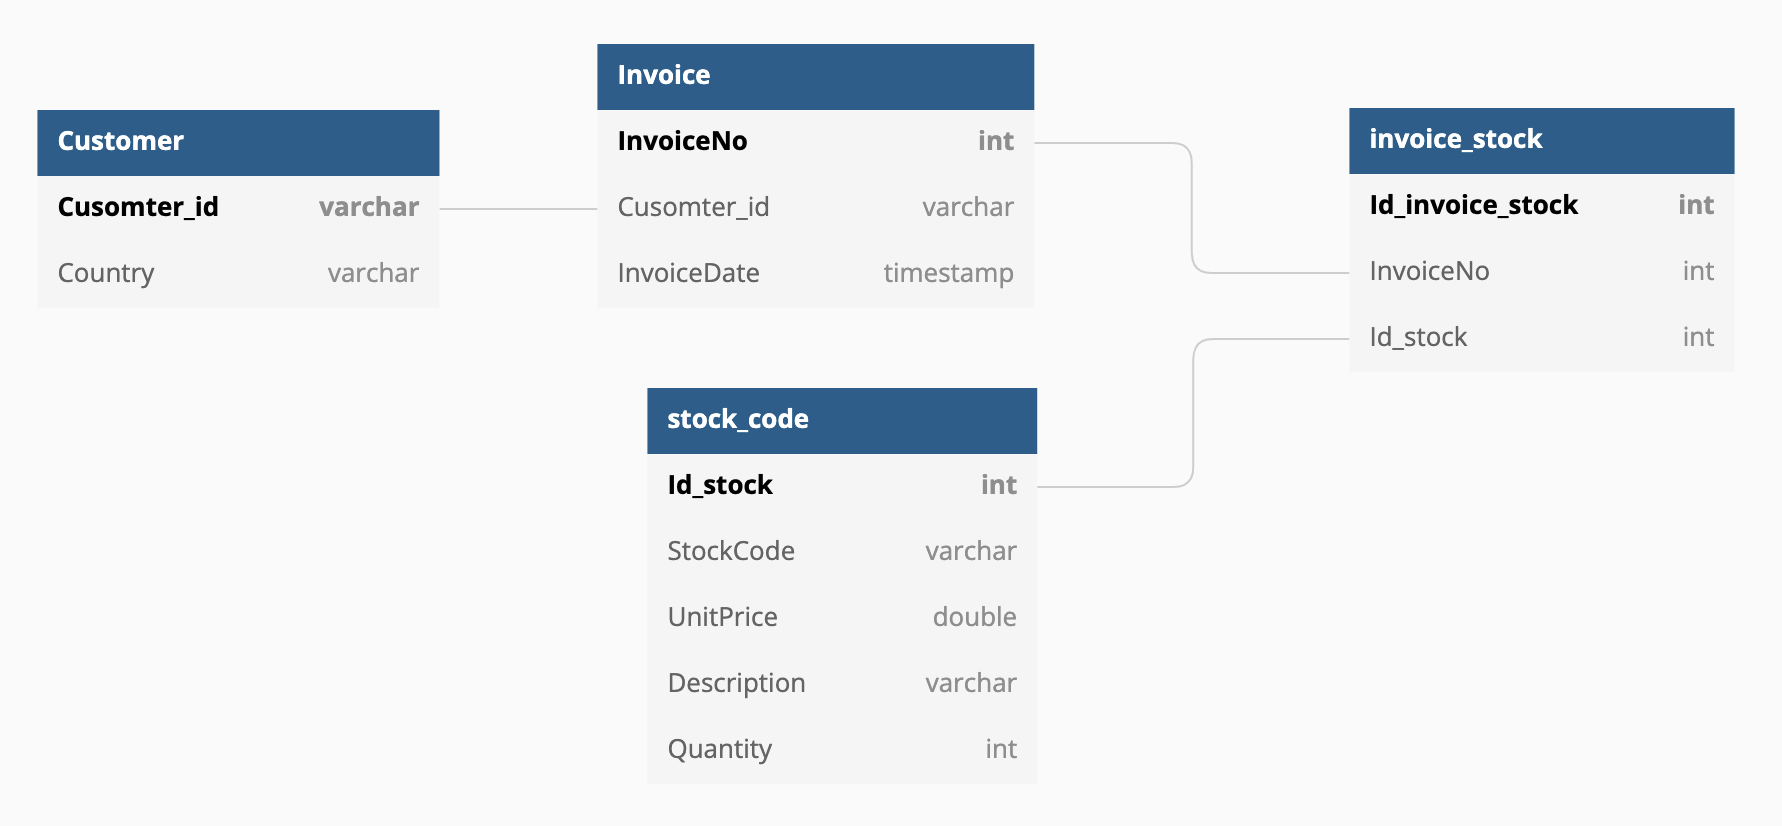 Customer
Cusomter_id varchar
Country varchar
Invoice
InvoiceNo int
Cusomter_id varchar
InvoiceDate timestamp
invoice_stock
Id_invoice_stock int
InvoiceNo int
Id_stock int
stock_code
Id_stock int
StockCode varchar
UnitPrice double
Description varchar
Quantity int